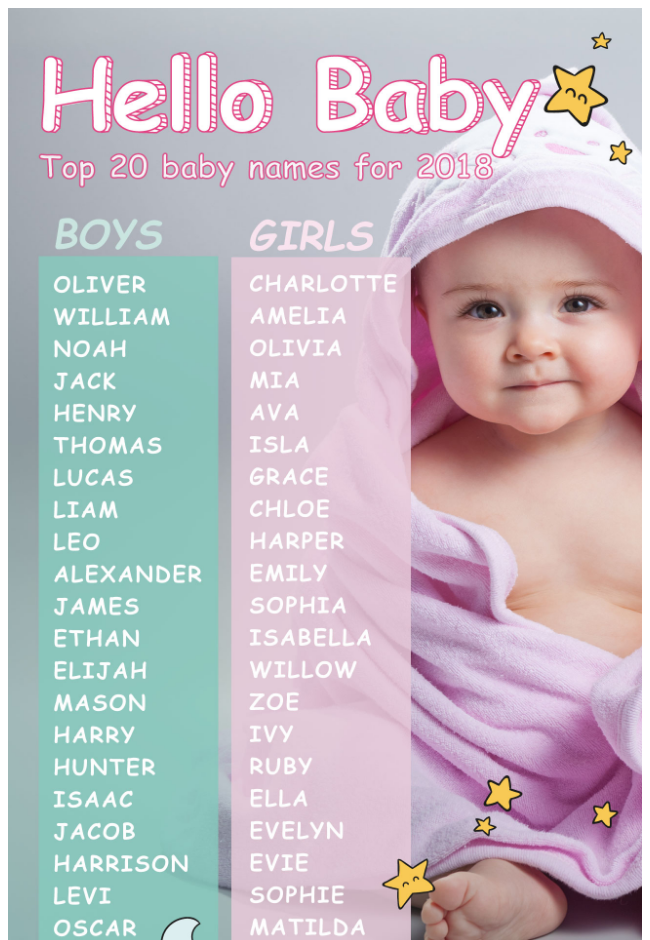 Hello Baby
Top 20 baby names for 2018
BOYS
OLIVER
WILLIAM
NOAH
JACK
HENRY
THOMAS
LUCAS
LIAM
LEO
ALEXANDER
JAMES
ETHAN
ELIJAH
MASON
HARRY
HUNTER
ISAAC
JACOB
HARRISON
LEVI
OSCAR
GIRLS
CHARLOTTE
AMELIA
OLIVIA
MIA
AVA
ISLA
GRACE
CHLOE
HARPER
EMILY
SOPHIA
ISABELLA
WILLOW
ZOE
IVY
RUBY
ELLA
EVELYN
EVIE
SOPHIE
MATILDA